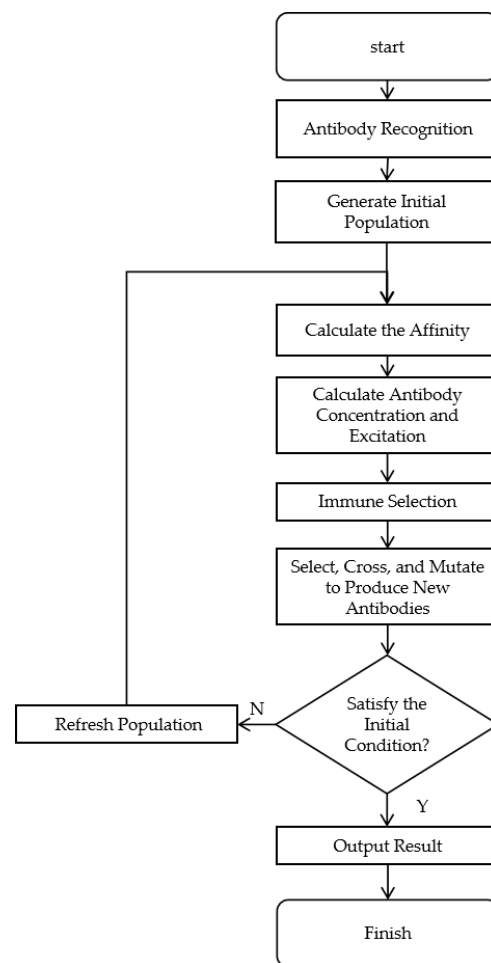 start
Antibody Recognition
Generate Initial
Population
Calculate the Affinity
Calculate Antibody
Concentration and
Excitation
Immune Selection
Select, Cross, and Mutate
to Produce New
Antibodies
Satisfy the
Initial
Condition?
N
Refresh Population
Y
Output Result
Finish